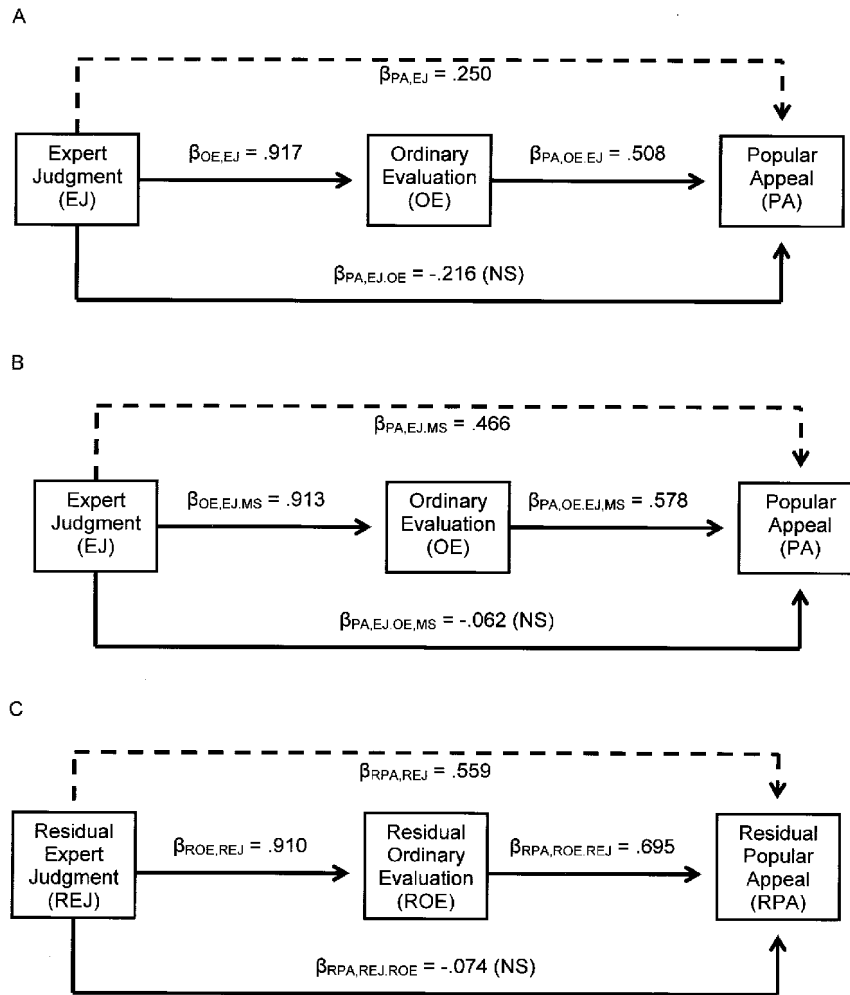 A
βPA,EJ = .250
Expert
Judgment
(EJ)
βOE,EJ = .917
Ordinary
Evaluation
(OE)
βPA,OE.EJ = .508
Popular
Appeal
(PA)
βPA,EJ.OE = -.216 (NS)
B
βPA,EJ.MS = .466
Expert
Judgment
(EJ)
βOE,EJ.MS = .913
Ordinary
Evaluation
(OE)
βPA,OE.EJ,MS = .578
Popular
Appeal
(PA)
βPA,EJ.OE,MS = -.062 (NS)
C
βRPA,REJ = .559
Residual
Expert
Judgment
(REJ)
βROE,REJ = .910
Residual
Ordinary
Evaluation
(ROE)
βRPA,ROE.REJ = .695
Residual
Popular
Appeal
(RPA)
βRPA,REJ.ROE = -.074 (NS)